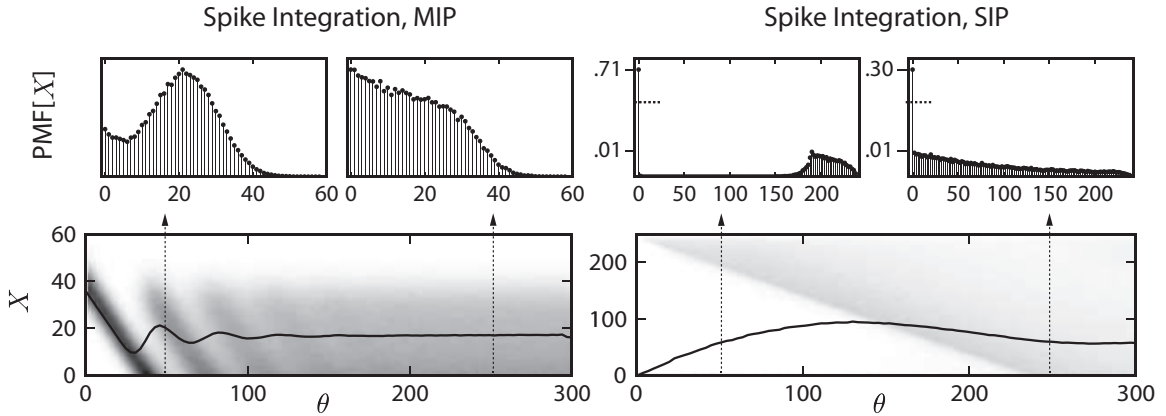 Spike Integration, MIP
Spike Integration, SIP
PMF[X]
0 20 40 60
0 20 40 60
.71
.01
0 50 100 150 200
.30
.01
0 50 100 150 200
X
60
40
20
0
0 100 200 300
θ
200
100
0
0 100 200 300
θ